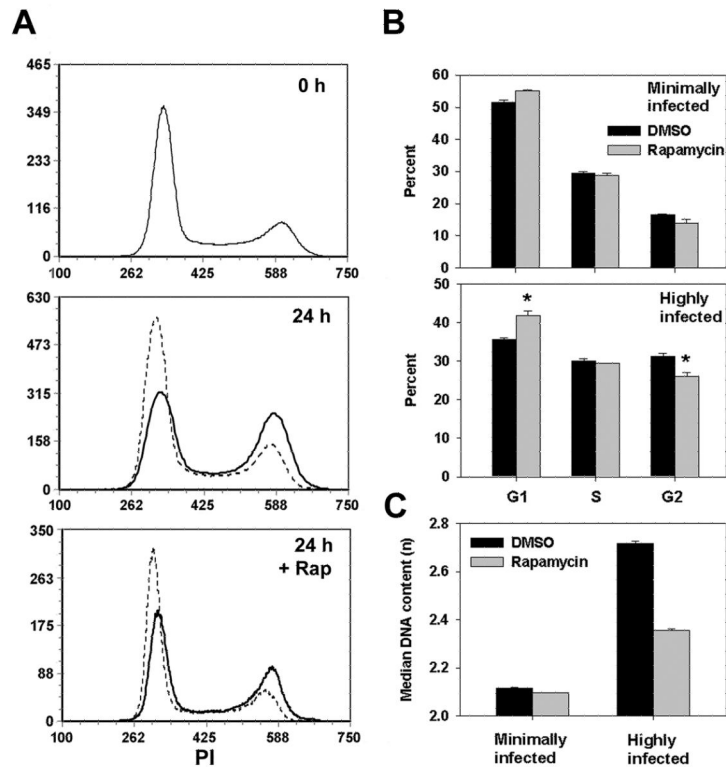 A
465
349
233
116
0
0 h
100 262 425 588 750
630
473
315
158
0
24 h
100 262 425 588 750
350
263
175
88
0
24 h
+ Rap
100 262 425 588 750
PI
B
60
50
40
30
20
10
0
Percent
Minimally
infected
DMSO
Rapamycin
50
40
30
20
10
0
Percent
Highly
infected
*
*
G1 S G2
C
2.8
2.6
2.4
2.2
2.0
Median DNA content (n)
DMSO
Rapamycin
Minimally
infected
Highly
infected